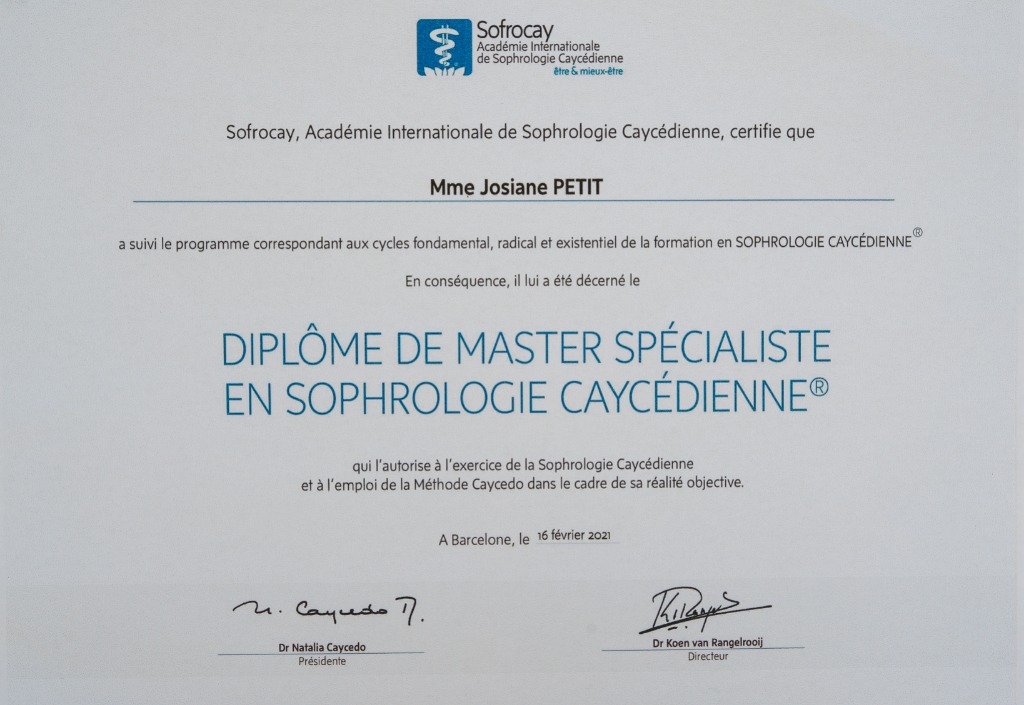 Sofrocay
Académie Internationale
de Sophrologie Caycédienne
être & mieux-être
Sofrocay, Académie Internationale de Sophrologie Caycédienne, certifie que
Mme Josiane PETIT
a suivi le programme correspondant aux cycles fondamental, radical et existentiel de la formation en SOPHROLOGIE CAYCÉDIENNE®
En conséquence, il lui a été décerné le
DIPLÔME DE MASTER SPÉCIALISTE
EN SOPHROLOGIE CAYCÉDIENNE®
qui l'autorise à l'exercice de la Sophrologie Caycédienne
et à l'emploi de la Méthode Caycedo dans le cadre de sa réalité objective.
A Barcelone, le 16 février 2021
N. Caycedo D.
Dr Natalia Caycedo
Présidente
Dr Koen van Rangelrooij
Directeur